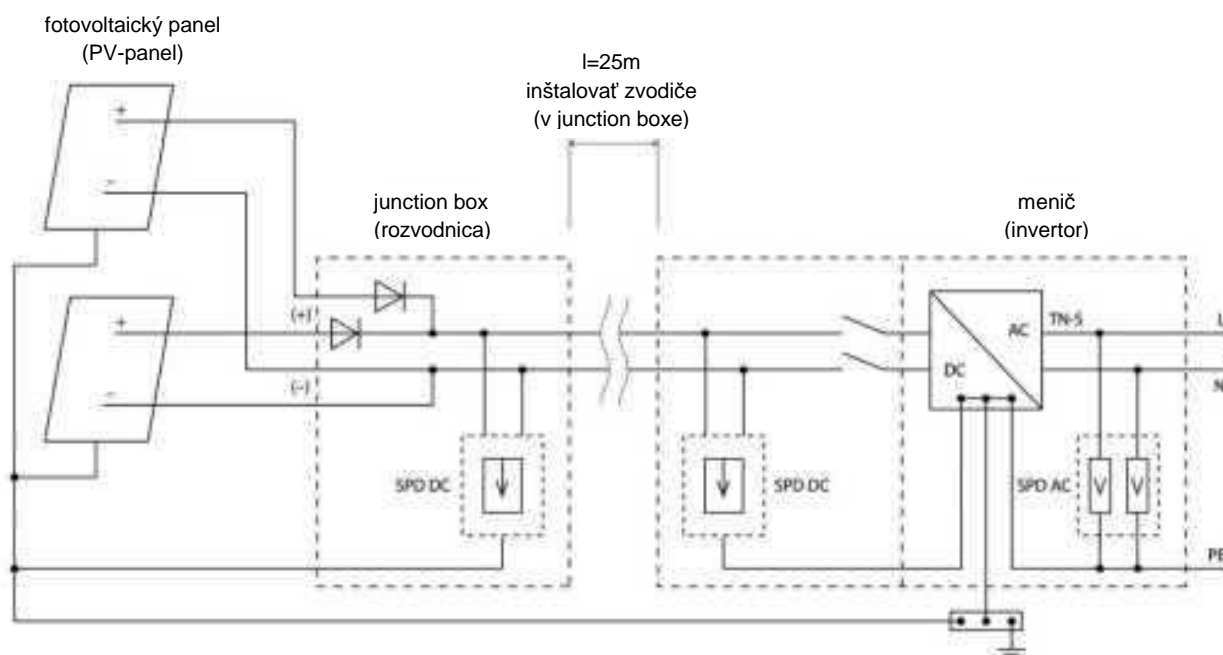 fotovoltaický panel
(PV-panel)
l=25m
inštalovať zvodiče
(v junction boxe)
junction box
(rozvodnica)
menič
(invertor)
+
−
+
−
(+)
(−)
SPD DC
SPD DC
DC
AC
TN-S
SPD AC
L
N
PE